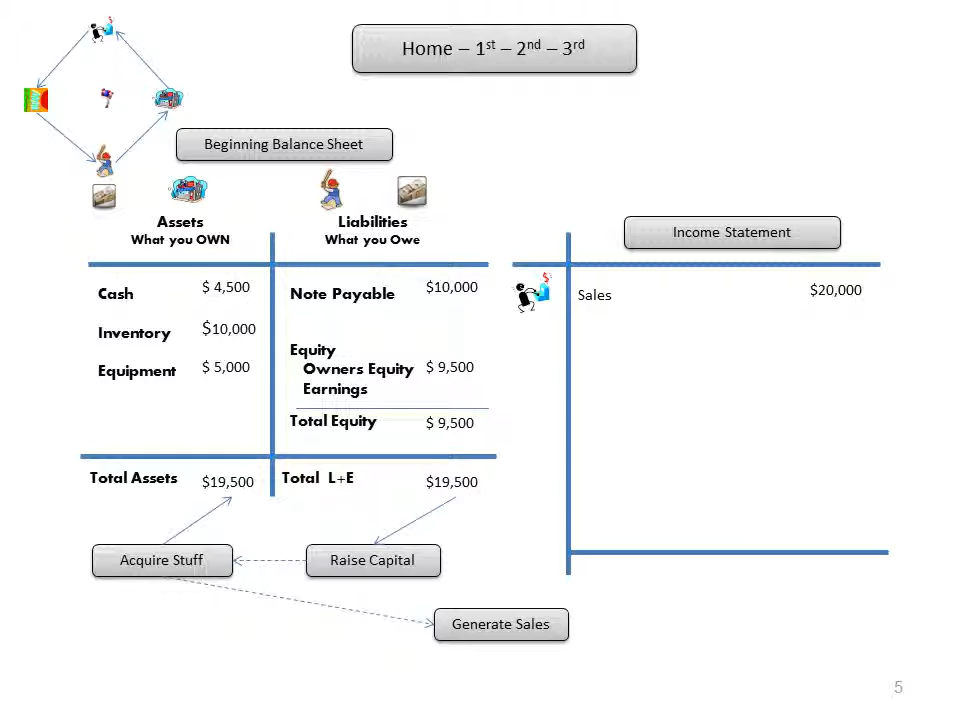 Home – 1st – 2nd – 3rd
Beginning Balance Sheet
Assets
What you OWN
Liabilities
What you Owe
Income Statement
Cash $ 4,500 Note Payable $10,000
Sales $20,000
Inventory $10,000
Equity
Equipment $ 5,000 Owners Equity $ 9,500
Earnings
Total Equity $ 9,500
Total Assets $19,500 Total L+E $19,500
Acquire Stuff
Raise Capital
Generate Sales
5